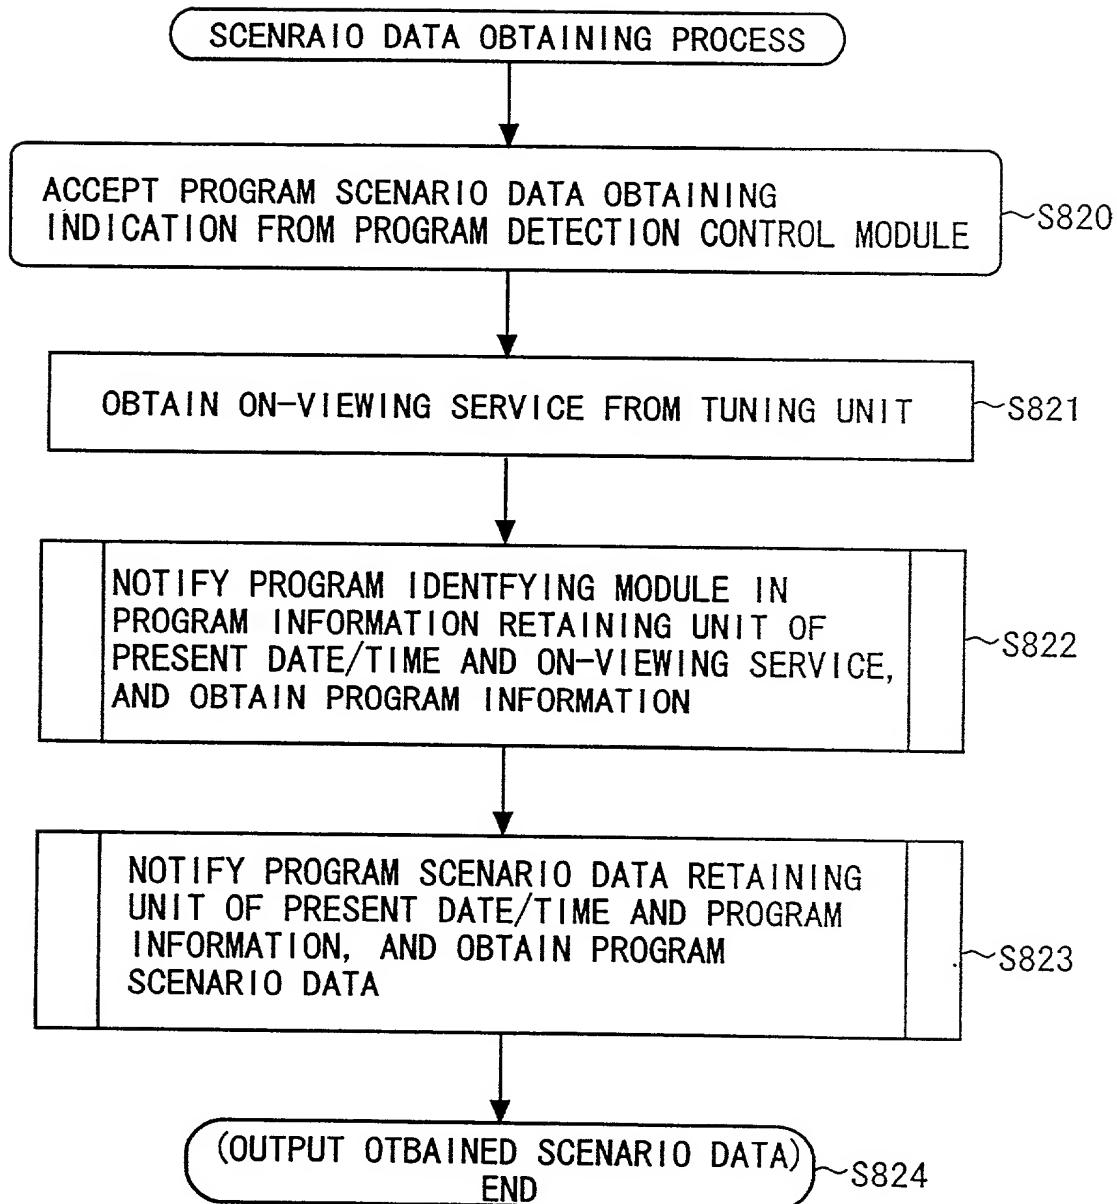 SCENRAIO DATA OBTAINING PROCESS
ACCEPT PROGRAM SCENARIO DATA OBTAINING
INDICATION FROM PROGRAM DETECTION CONTROL MODULE
S820
OBTAIN ON-VIEWING SERVICE FROM TUNING UNIT
S821
NOTIFY PROGRAM IDENTFYING MODULE IN
PROGRAM INFORMATION RETAINING UNIT OF
PRESENT DATE/TIME AND ON-VIEWING SERVICE,
AND OBTAIN PROGRAM INFORMATION
S822
NOTIFY PROGRAM SCENARIO DATA RETAINING
UNIT OF PRESENT DATE/TIME AND PROGRAM
INFORMATION, AND OBTAIN PROGRAM
SCENARIO DATA
S823
(OUTPUT OTBAINED SCENARIO DATA)
END
S824